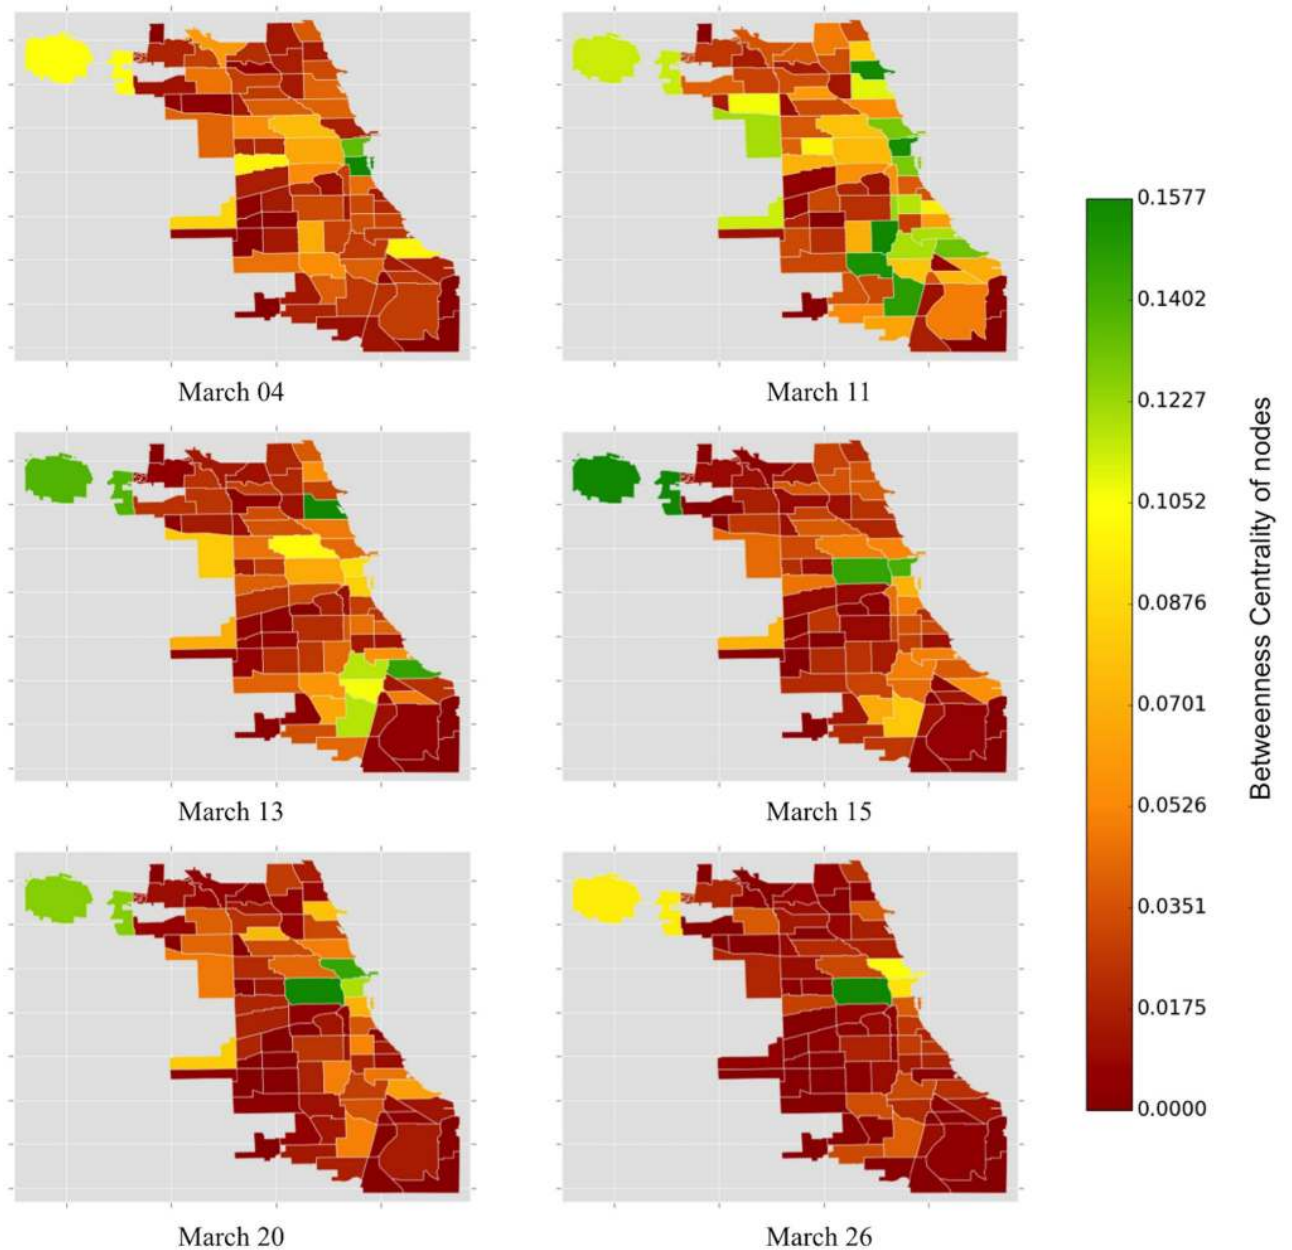 March 04
March 11
March 13
March 15
March 20
March 26
0.1577
0.1402
0.1227
0.1052
0.0876
0.0701
0.0526
0.0351
0.0175
0.0000
Betweenness Centrality of nodes